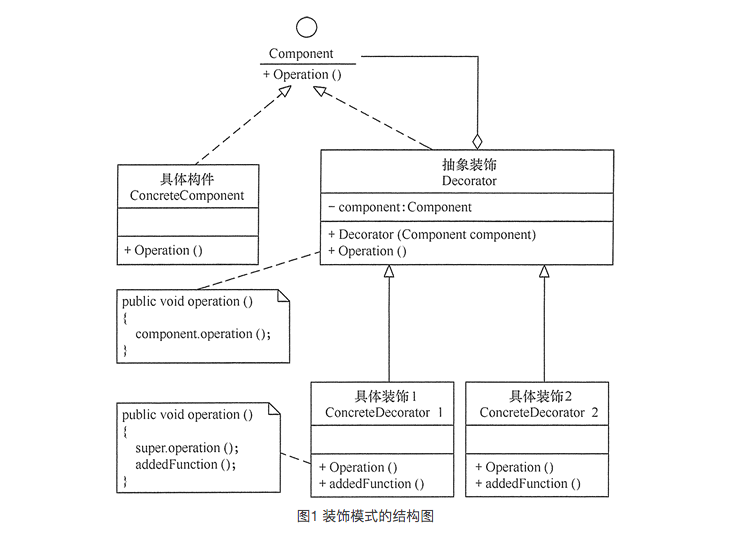 Component
+ Operation ()
具体构件
ConcreteComponent
+ Operation ()
抽象装饰
Decorator
- component:Component
+ Decorator (Component component)
+ Operation ()
public void operation ()
{
component.operation ();
}
具体装饰1
ConcreteDecorator 1
+ Operation ()
+ addedFunction ()
具体装饰2
ConcreteDecorator 2
+ Operation ()
+ addedFunction ()
public void operation ()
{
super.operation ();
addedFunction ();
}
图1 装饰模式的结构图